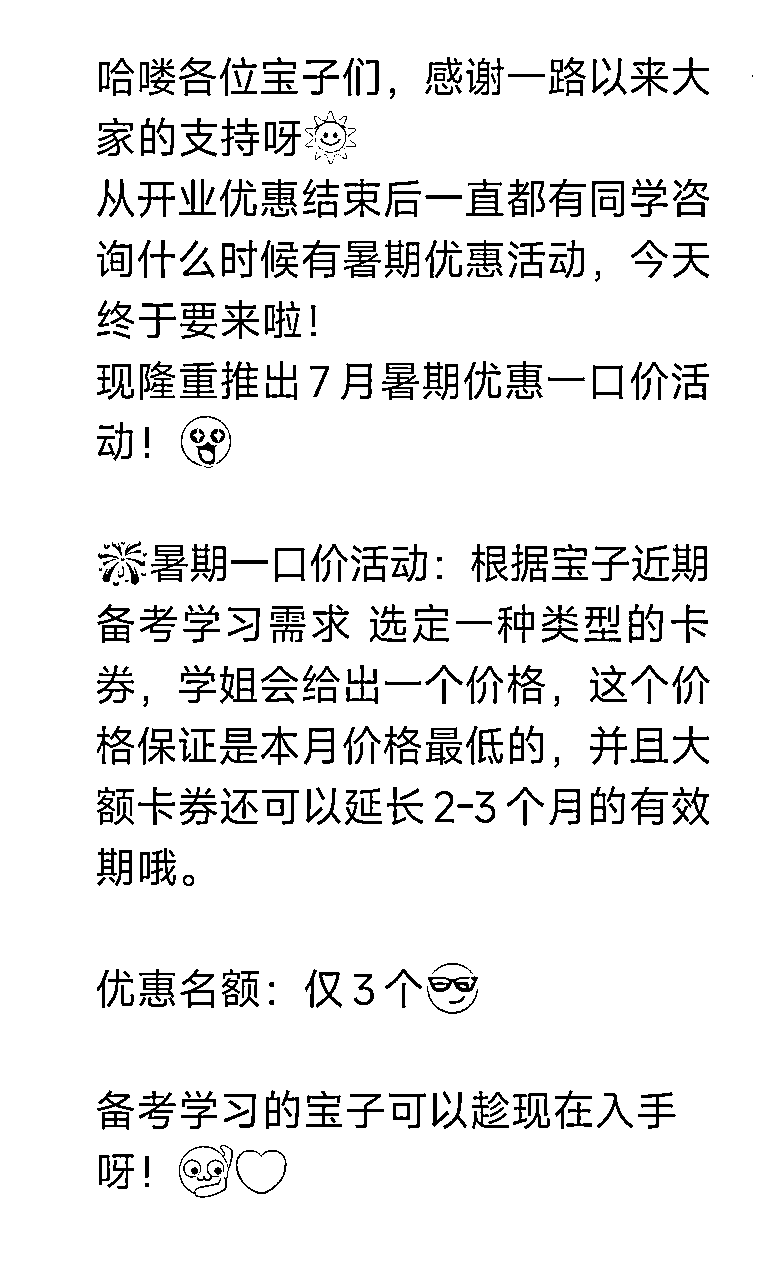 哈喽各位宝子们，感谢一路以来大
家的支持呀🌞
从开业优惠结束后一直都有同学咨
询什么时候有暑期优惠活动，今天
终于要来啦！
现隆重推出7月暑期优惠一口价活
动！🤩
🎆暑期一口价活动：根据宝子近期
备考学习需求 选定一种类型的卡
券，学姐会给出一个价格，这个价
格保证是本月价格最低的，并且大
额卡券还可以延长2-3个月的有效
期哦。
优惠名额：仅3个😎
备考学习的宝子可以趁现在入手
呀！🤗🤍